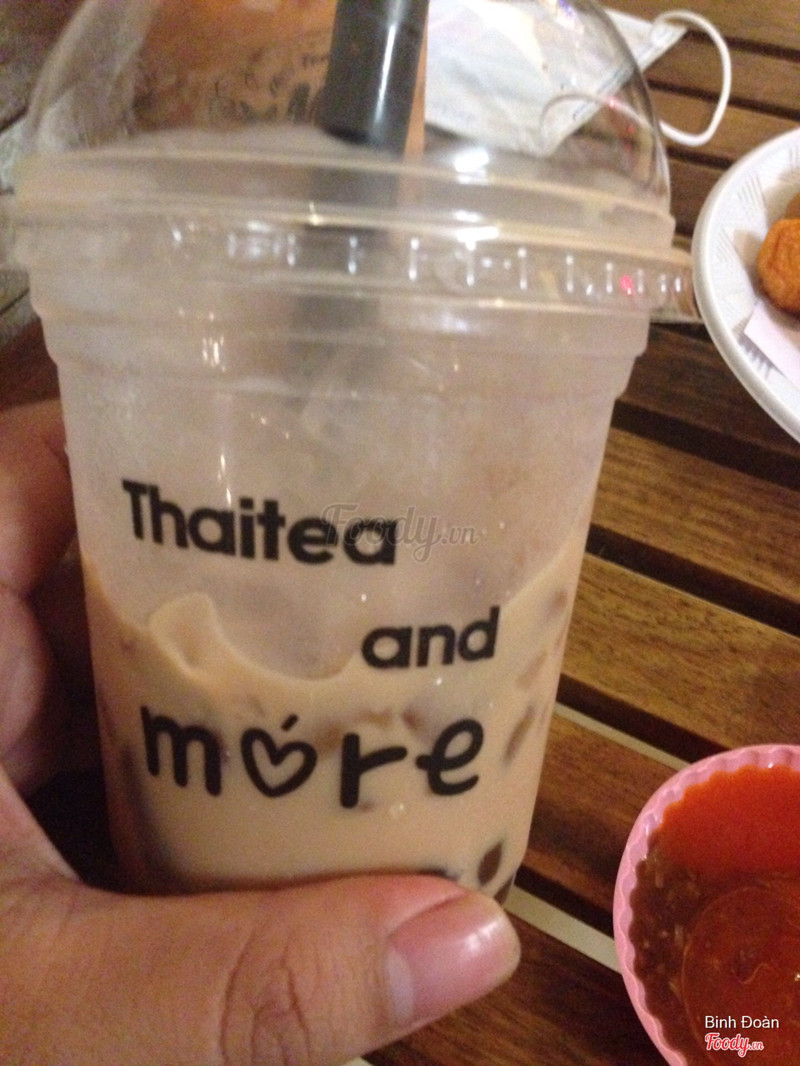 Thaitea
Foody.vn
and
more
Bình Đoàn
Foody.vn